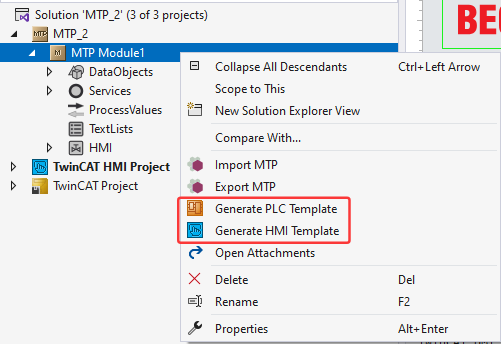 Solution 'MTP_2' (3 of 3 projects)
MTP_2
MTP Module1
DataObjects
Services
ProcessValues
TextLists
HMI
TwinCAT HMI Project
TwinCAT Project
Collapse All Descendants Ctrl+Left Arrow
Scope to This
New Solution Explorer View
Compare With...
Import MTP
Export MTP
Generate PLC Template
Generate HMI Template
Open Attachments
Delete Del
Rename F2
Properties Alt+Enter